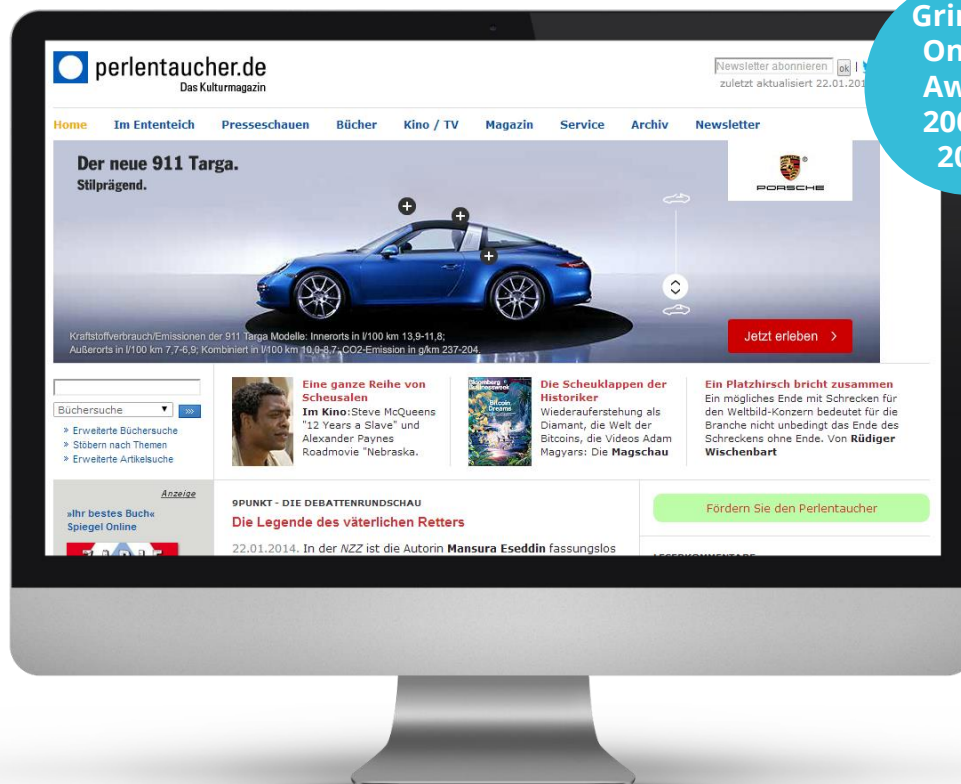 perlentaucher.de
Das Kulturmagazin
Newsletter abonnieren ok |
zuletzt aktualisiert 22.01.201
Home Im Ententeich Presseschauen Bücher Kino / TV Magazin Service Archiv Newsletter
Der neue 911 Targa.
Stilprägend.
PORSCHE
Kraftstoffverbrauch/Emissionen der 911 Targa Modelle: Innerorts in l/100 km 13,9-11,8;
Außerorts in l/100 km 7,7-6,9; Kombiniert in l/100 km 10,0-8,7; CO2-Emission in g/km 237-204.
Jetzt erleben >
Büchersuche
» Erweiterte Büchersuche
» Stöbern nach Themen
» Erweiterte Artikelsuche
Eine ganze Reihe von
Scheusalen
Im Kino:Steve McQueens
"12 Years a Slave" und
Alexander Paynes
Roadmovie "Nebraska.
Bloomberg
Businessweek
Bitcoin
Dreams
Die Scheuklappen der
Historiker
Wiederauferstehung als
Diamant, die Welt der
Bitcoins, die Videos Adam
Magyars: Die Magschau
Ein Platzhirsch bricht zusammen
Ein mögliches Ende mit Schrecken für
den Weltbild-Konzern bedeutet für die
Branche nicht unbedingt das Ende des
Schreckens ohne Ende. Von Rüdiger
Wischenbart
Anzeige
»Ihr bestes Buch«
Spiegel Online
9PUNKT - DIE DEBATTENRUNDSCHAU
Die Legende des väterlichen Retters
22.01.2014. In der NZZ ist die Autorin Mansura Eseddin fassungslos
Fördern Sie den Perlentaucher